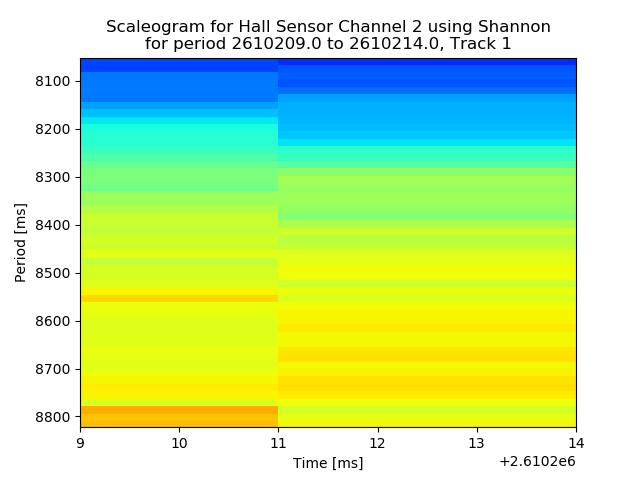 Scaleogram for Hall Sensor Channel 2 using Shannon
for period 2610209.0 to 2610214.0, Track 1
8100
8200
8300
8400
8500
8600
8700
8800
Period [ms]
9 10 11 12 13 14
Time [ms]
+2.6102e6